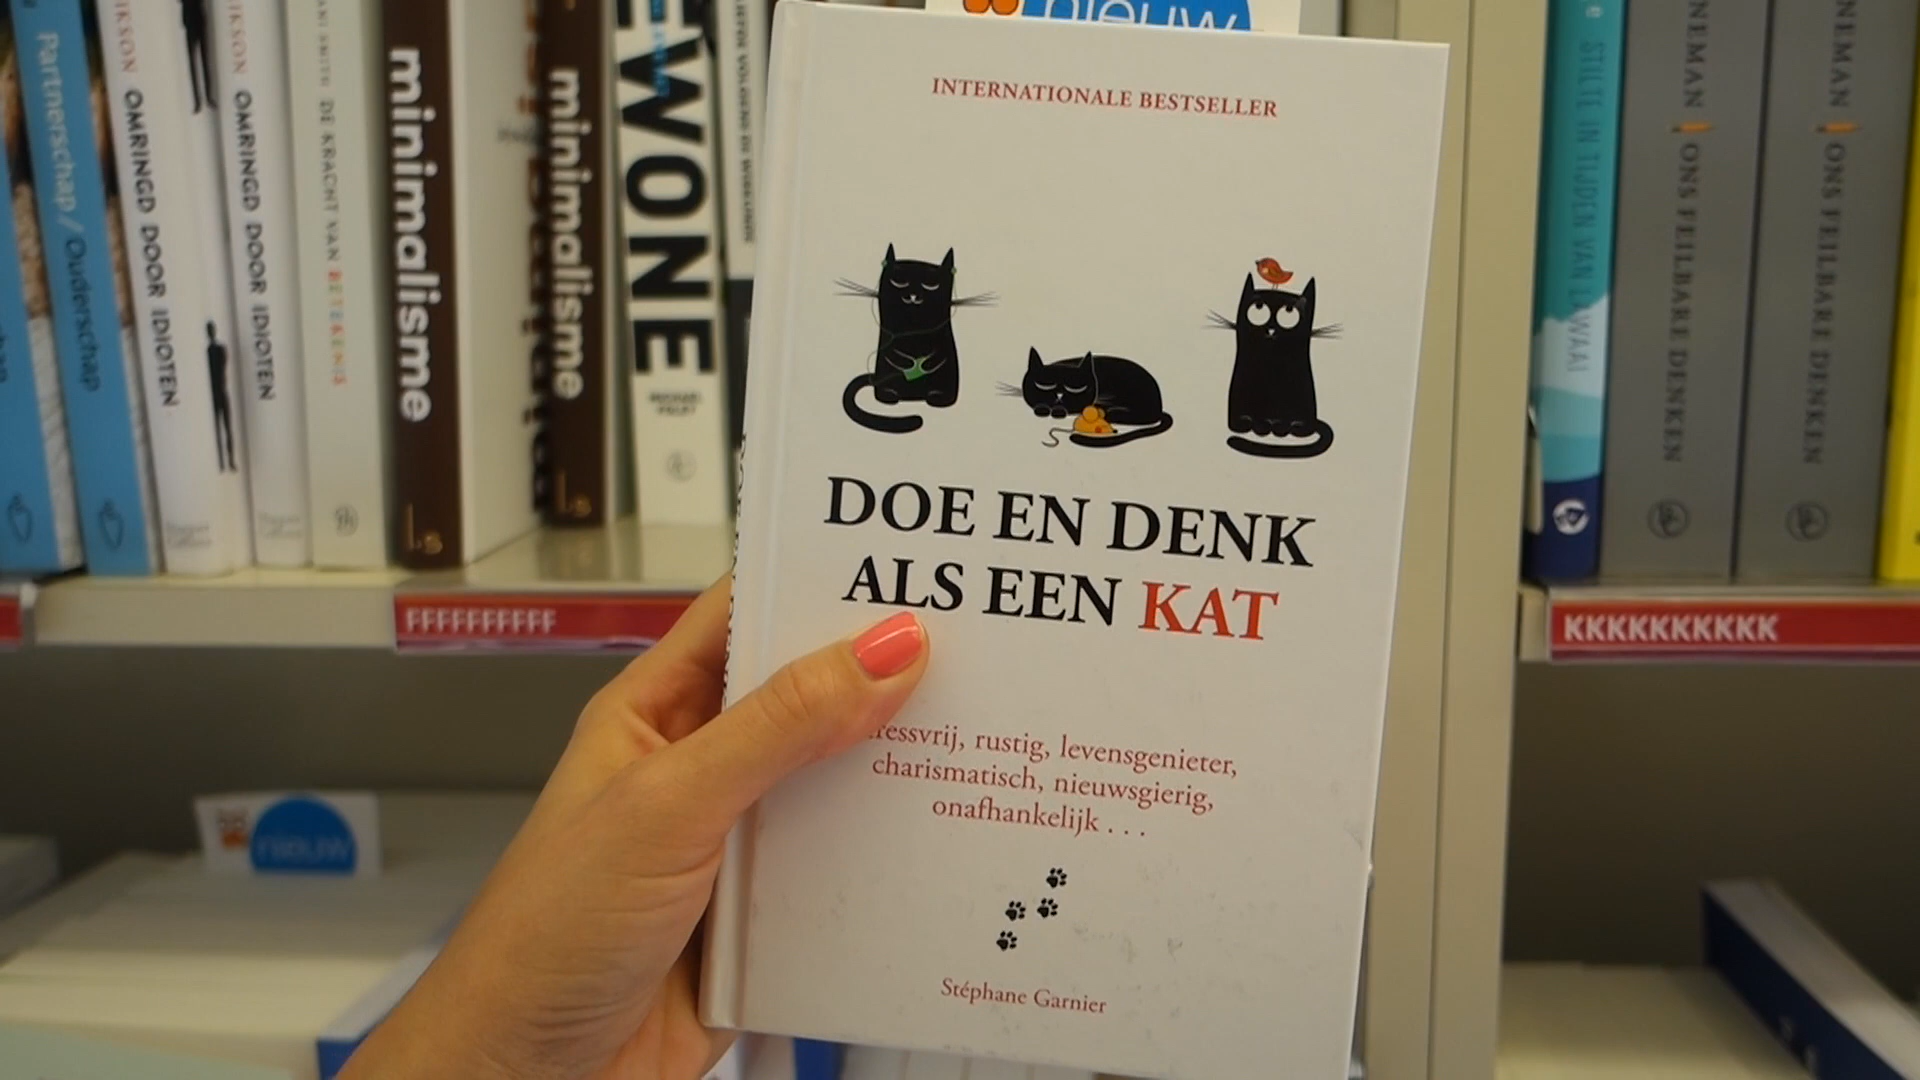 nieuw
INTERNATIONALE BESTSELLER
DOE EN DENK
ALS EEN KAT
rustig, levensgenieter,
charismatisch, nieuwsgierig,
onafhankelijk . . .
Stéphane Garnier
Partnerschap / Ouderschap
OMRINGD DOOR IDIOTEN
OMRINGD DOOR IDIOTEN
DE KRACHT VAN BETEKENIS
minimalisme
minimalisme
STILTE IN TIJDEN VAN LAWAAI
ONS FEILBARE DENKEN
ONS FEILBARE DENKEN
FFFFFFFFFF
KKKKKKKKKK
nieuw